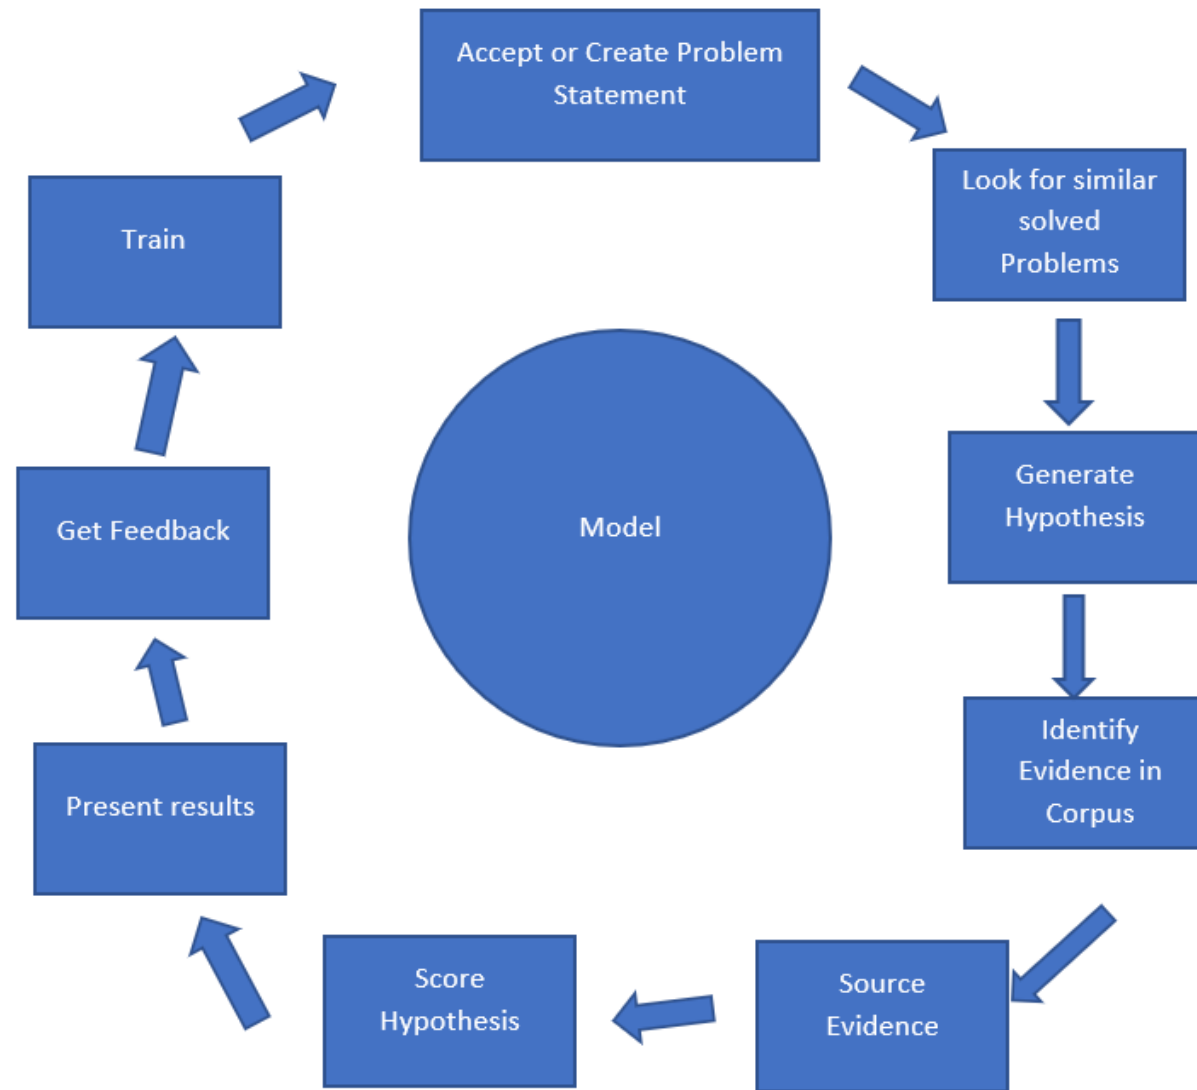 Accept or Create Problem
Statement
Look for similar
solved
Problems
Generate
Hypothesis
Identify
Evidence in
Corpus
Source
Evidence
Score
Hypothesis
Present results
Get Feedback
Train
Model